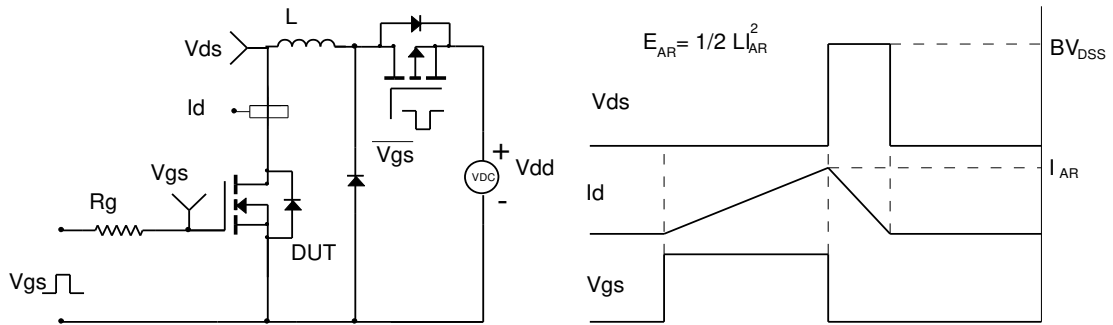 L
Vds
Id
Vgs
Vgs
+
VDC
-
Vdd
Rg
DUT
Vgs
E_AR = 1/2 LI_AR^2
BV_DSS
Vds
I_AR
Id
Vgs